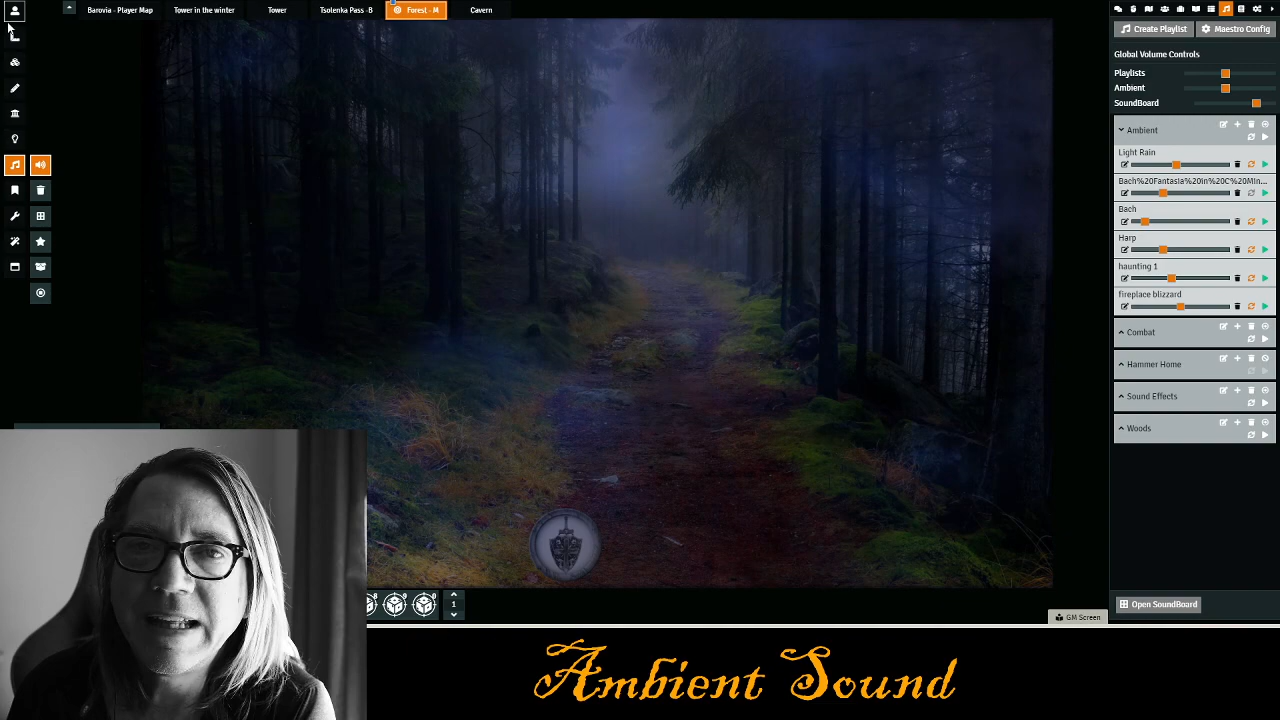 Barovia - Player Map
Tower in the winter
Tower
Tsolenka Pass -B
Forest - M
Cavern
Create Playlist
Maestro Config
Global Volume Controls
Playlists
Ambient
SoundBoard
Ambient
Light Rain
Bach%20Fantasia%20in%20C%20Min...
Bach
Harp
haunting 1
fireplace blizzard
Combat
Hammer Home
Sound Effects
Woods
Open SoundBoard
1
GM Screen
Ambient Sound